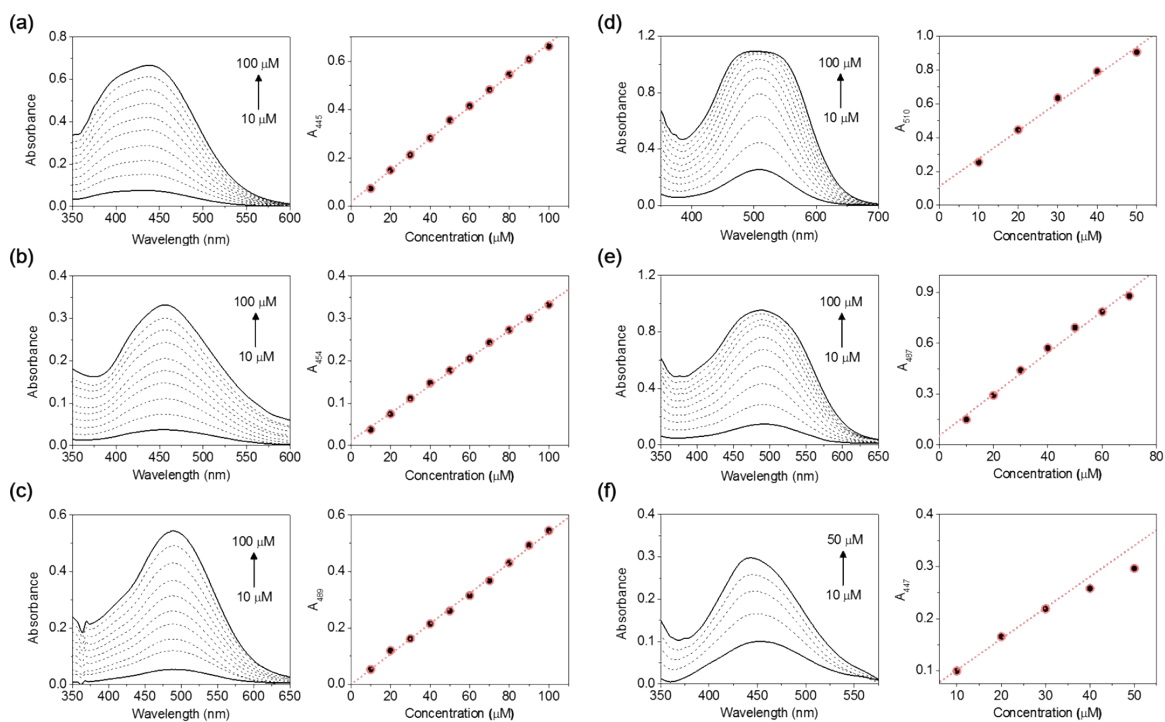 (a)
Absorbance
0.8
0.6
0.4
0.2
0.0
100 μM
10 μM
350 400 450 500 550 600
Wavelength (nm)
A445
0.6
0.4
0.2
0.0
0 20 40 60 80 100
Concentration (μM)
(d)
Absorbance
1.2
0.8
0.4
0.0
100 μM
10 μM
400 500 600 700
Wavelength (nm)
A510
1.0
0.8
0.6
0.4
0.2
0.0
0 10 20 30 40 50
Concentration (μM)
(b)
Absorbance
0.4
0.3
0.2
0.1
0.0
100 μM
10 μM
350 400 450 500 550 600
Wavelength (nm)
A454
0.4
0.3
0.2
0.1
0.0
0 20 40 60 80 100
Concentration (μM)
(e)
Absorbance
1.2
0.8
0.4
0.0
100 μM
10 μM
350 400 450 500 550 600 650
Wavelength (nm)
A487
0.9
0.6
0.3
0.0
0 20 40 60 80
Concentration (μM)
(c)
Absorbance
0.6
0.4
0.2
0.0
100 μM
10 μM
350 400 450 500 550 600 650
Wavelength (nm)
A489
0.6
0.4
0.2
0.0
0 20 40 60 80 100
Concentration (μM)
(f)
Absorbance
0.4
0.3
0.2
0.1
0.0
50 μM
10 μM
350 400 450 500 550
Wavelength (nm)
A447
0.4
0.3
0.2
0.1
10 20 30 40 50
Concentration (μM)